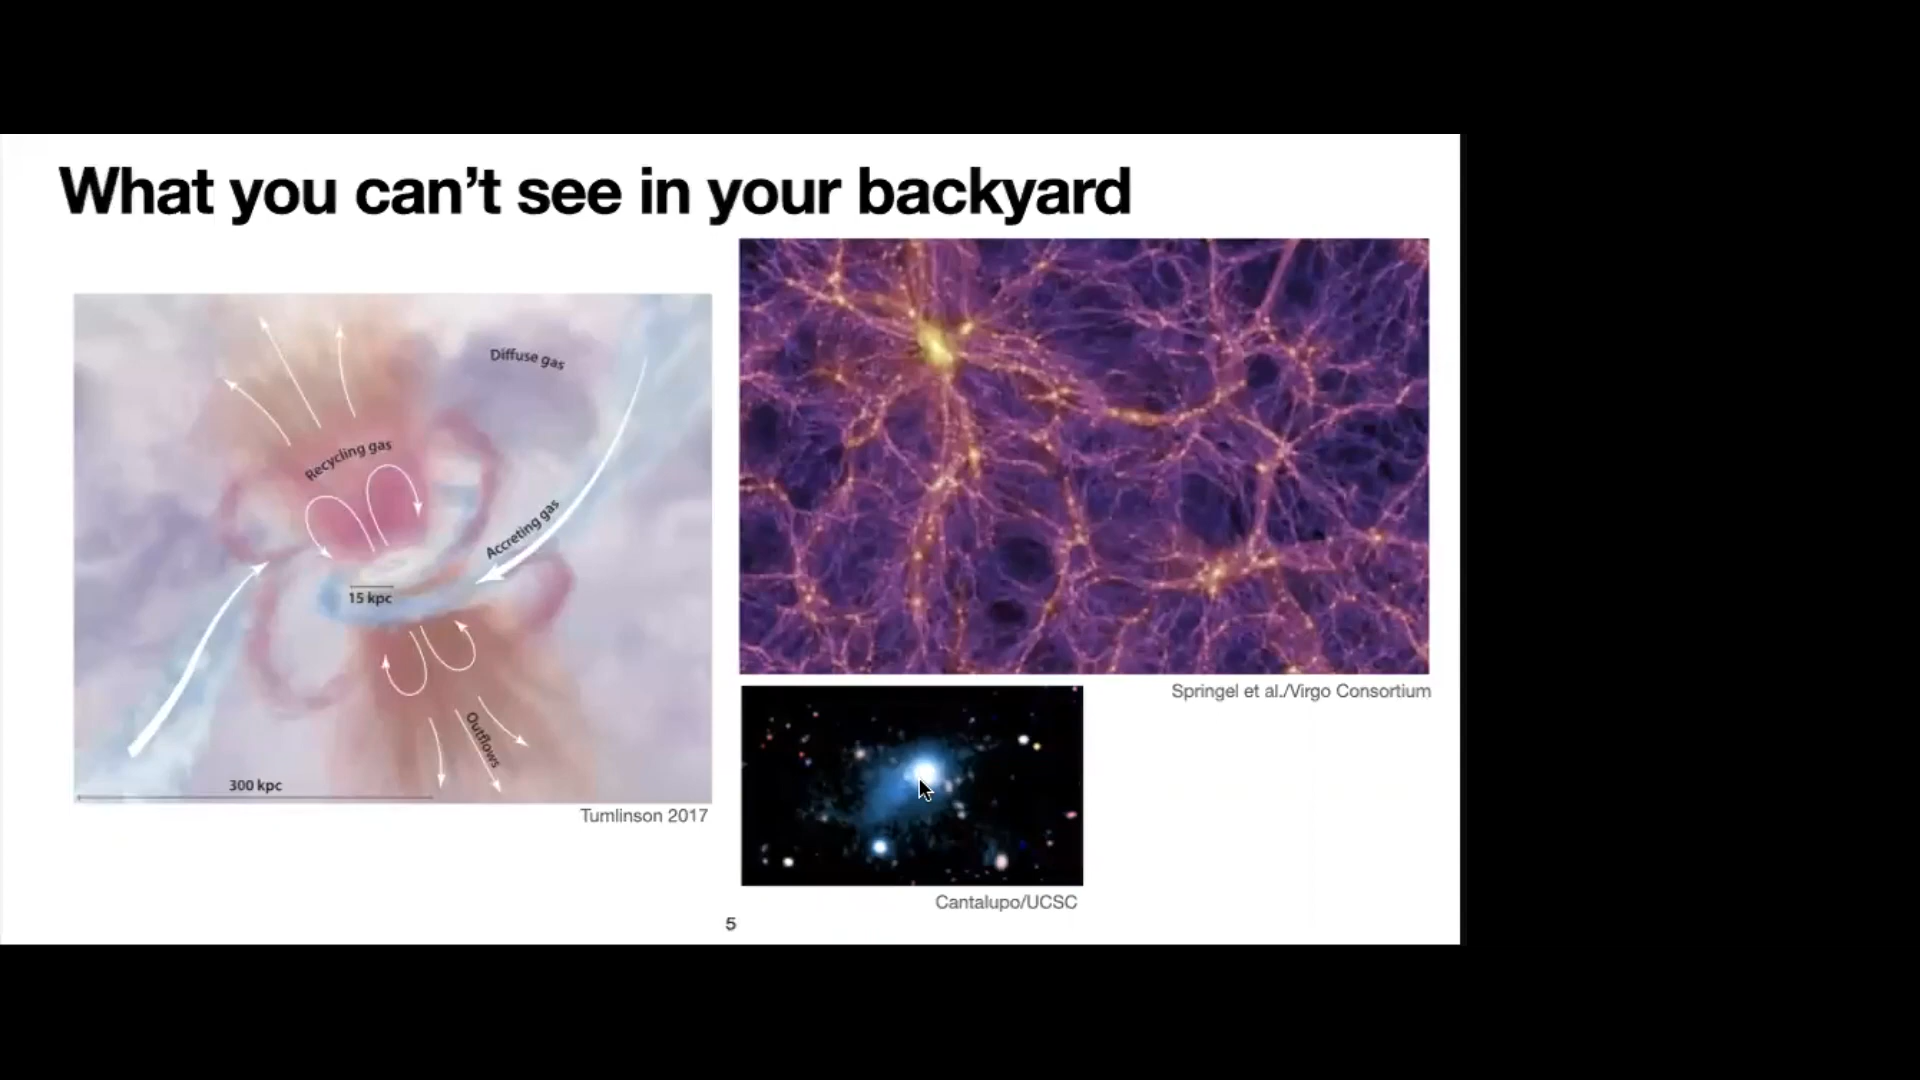 What you can't see in your backyard
Diffuse gas
Recycling gas
Accreting gas
15 kpc
Outflows
300 kpc
Tumlinson 2017
Springel et al./Virgo Consortium
Cantalupo/UCSC
5